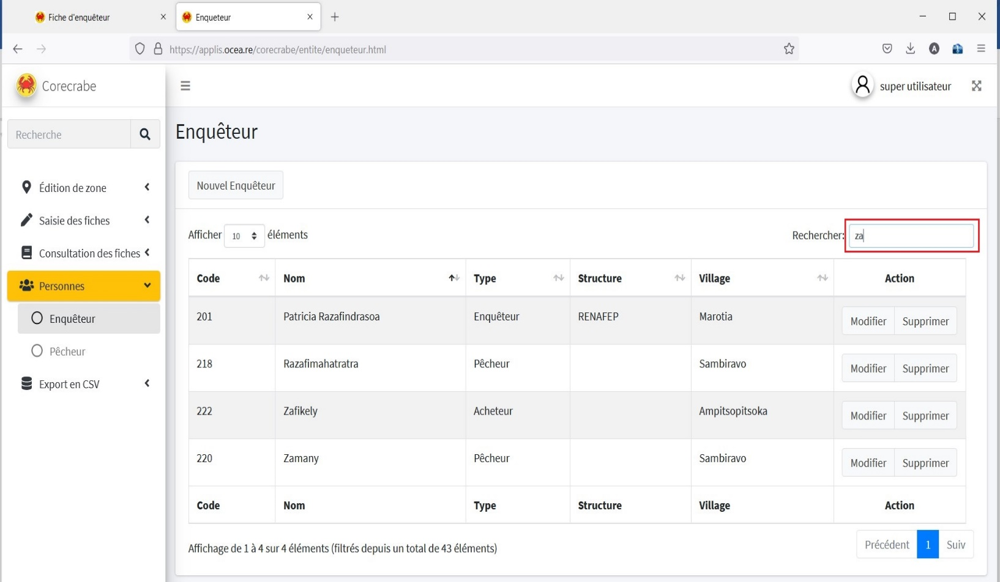 Fiche d'enquêteur
Enqueteur
https://applis.ocea.re/corecrabe/entite/enqueteur.html
A
Corecrabe
super utilisateur
Recherche
Enquêteur
Nouvel Enquêteur
Édition de zone
Saisie des fiches
Consultation des fiches
Personnes
Enquêteur
Pêcheur
Export en CSV
Afficher 10 éléments
Rechercher: za
Code Nom Type Structure Village Action
201 Patricia Razafindrasoa Enquêteur RENAFEP Marotia Modifier Supprimer
218 Razafimahatratra Pêcheur Sambiravo Modifier Supprimer
222 Zafikely Acheteur Ampitsopitsoka Modifier Supprimer
220 Zamany Pêcheur Sambiravo Modifier Supprimer
Code Nom Type Structure Village Action
Affichage de 1 à 4 sur 4 éléments (filtrés depuis un total de 43 éléments)
Précédent 1 Suiv